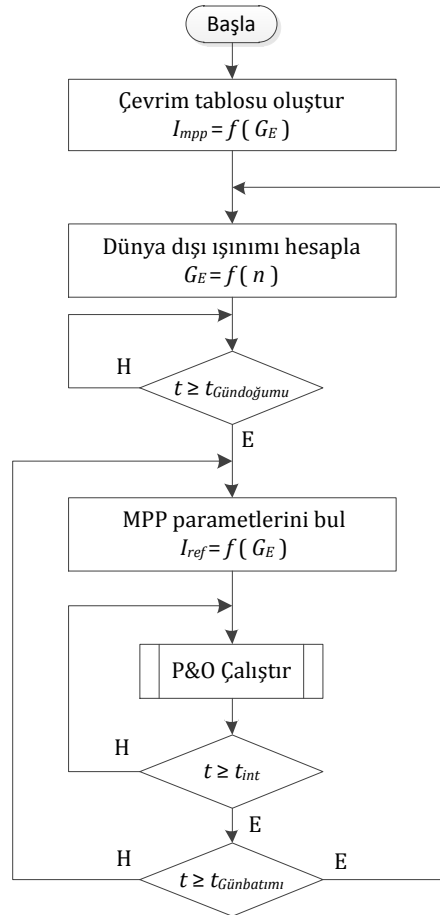 Başla
Çevrim tablosu oluştur
Impp = f ( GE )
Dünya dışı ışınımı hesapla
GE = f ( n )
H
t ≥ tGündoğumu
E
MPP parametlerini bul
Iref = f ( GE )
P&O Çalıştır
H
t ≥ tint
E
H
t ≥ tGünbatımı
E